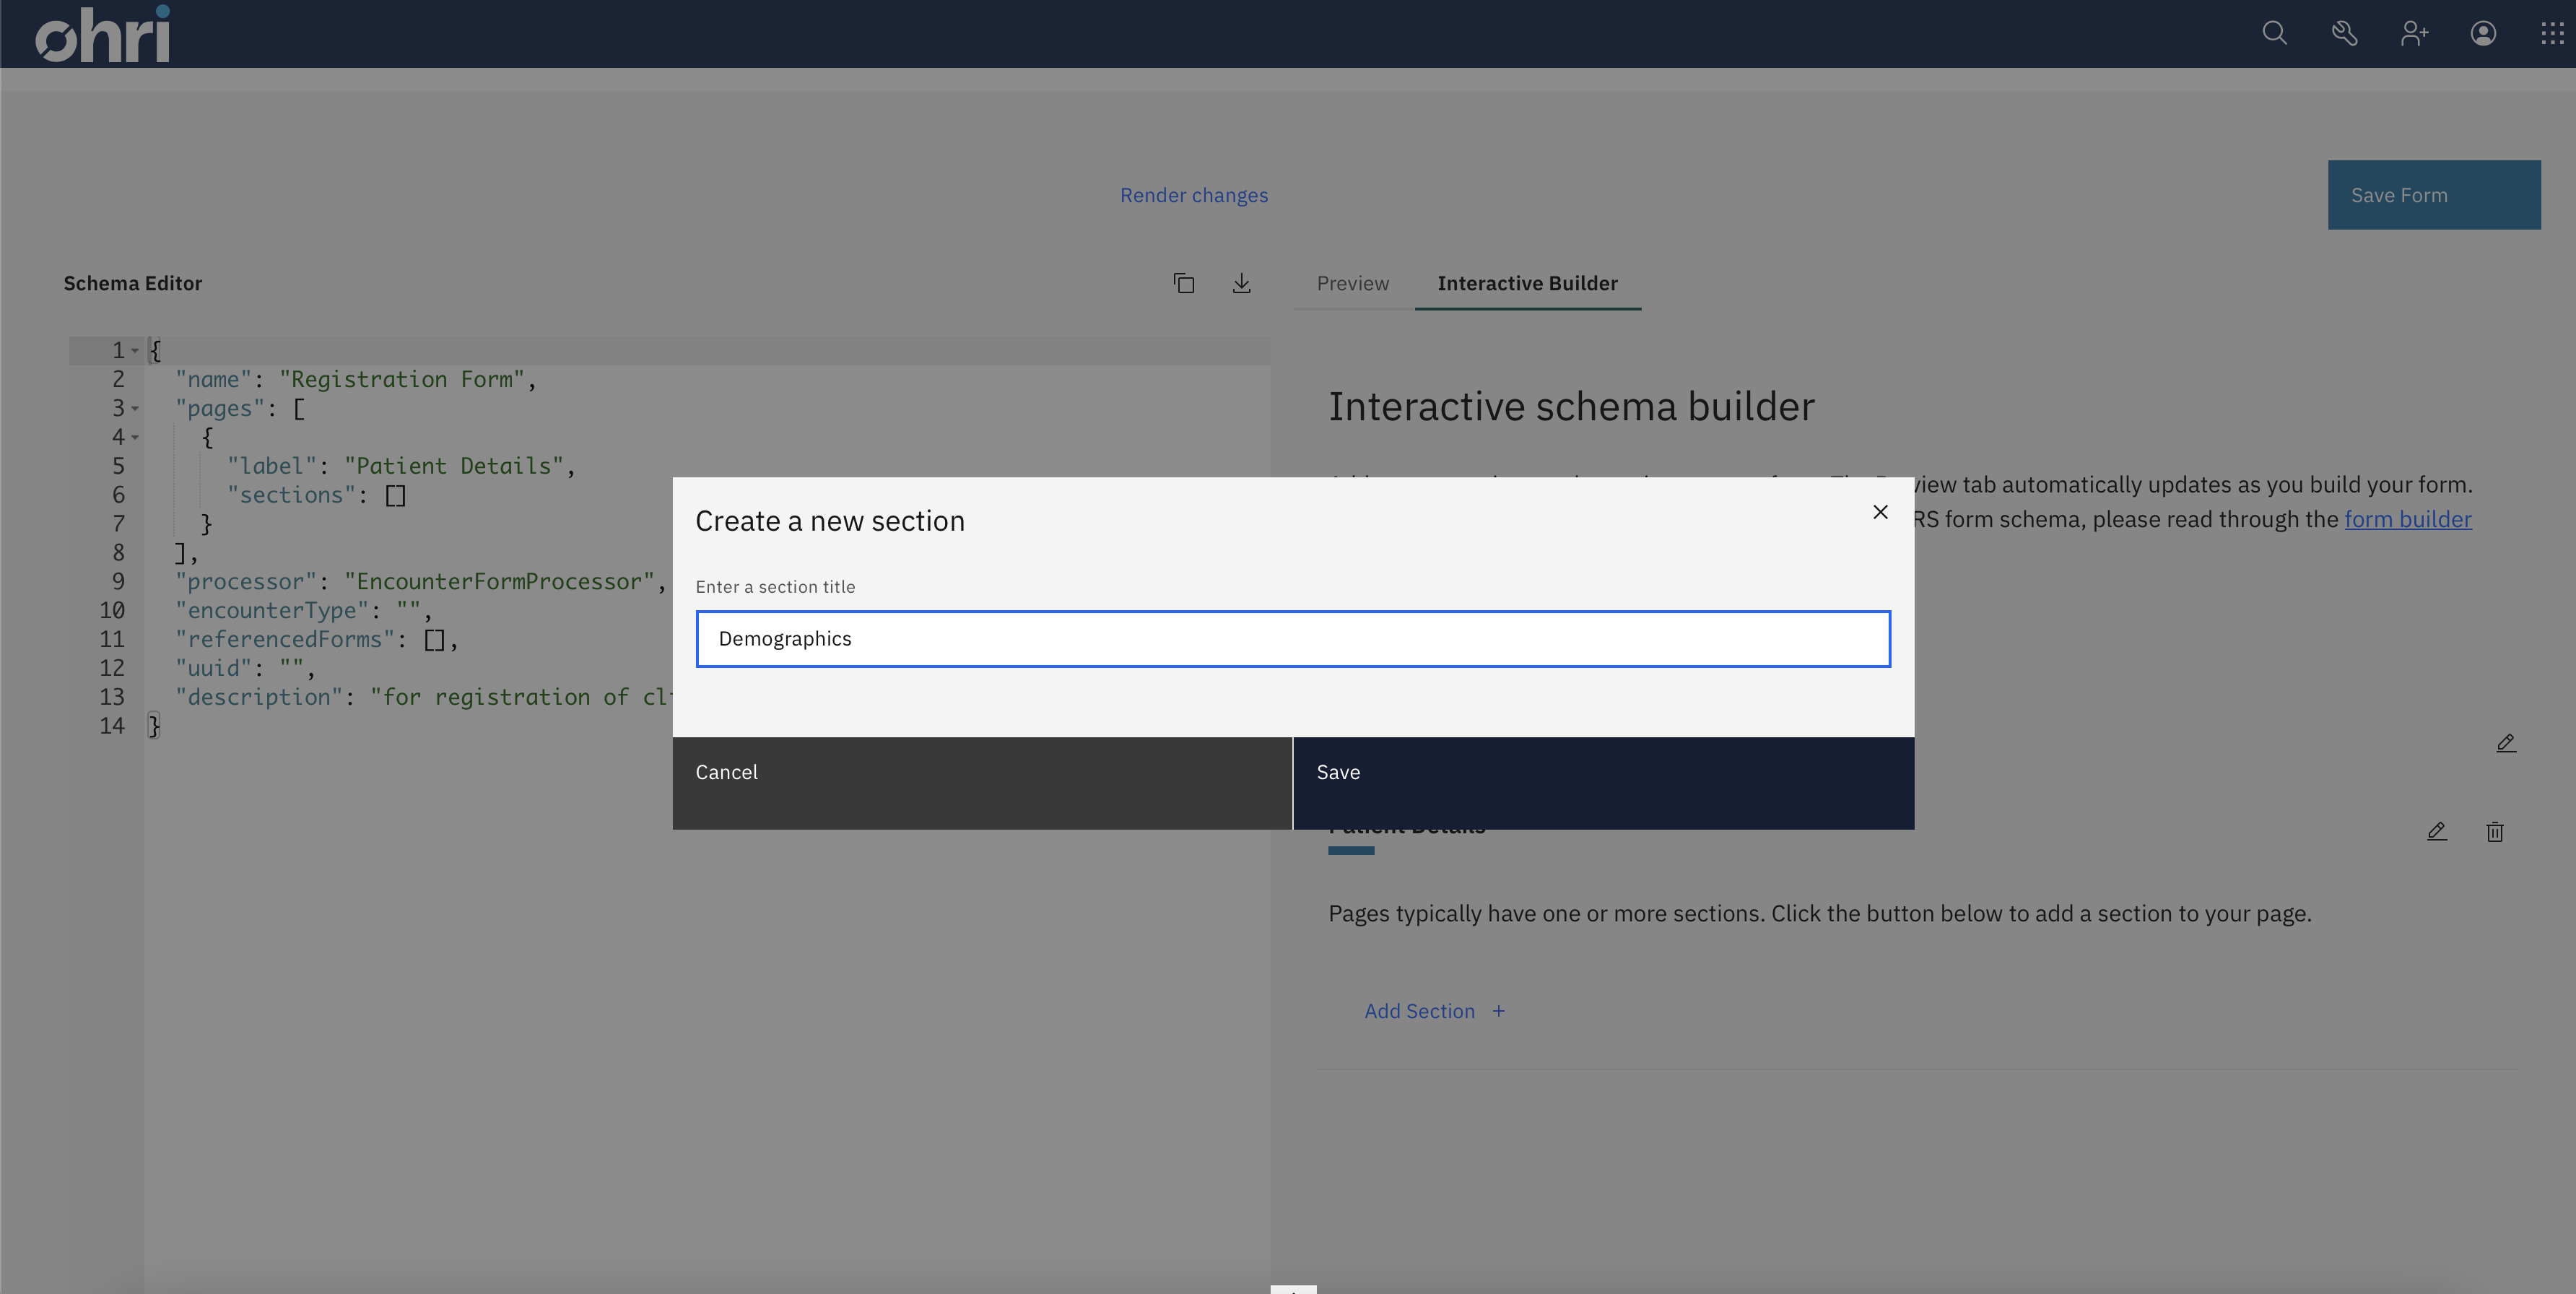 ohri
Render changes
Save Form
Schema Editor
Preview
Interactive Builder
1 {
2 "name": "Registration Form",
3 "pages": [
4 {
5 "label": "Patient Details",
6 "sections": []
7 }
8 ],
9 "processor": "EncounterFormProcessor",
10 "encounterType": "",
11 "referencedForms": [],
12 "uuid": "",
13 "description": "for registration of cl
14 }
Interactive schema builder
view tab automatically updates as you build your form.
RS form schema, please read through the form builder
Create a new section
Enter a section title
Demographics
Cancel
Save
Patient Details
Pages typically have one or more sections. Click the button below to add a section to your page.
Add Section +